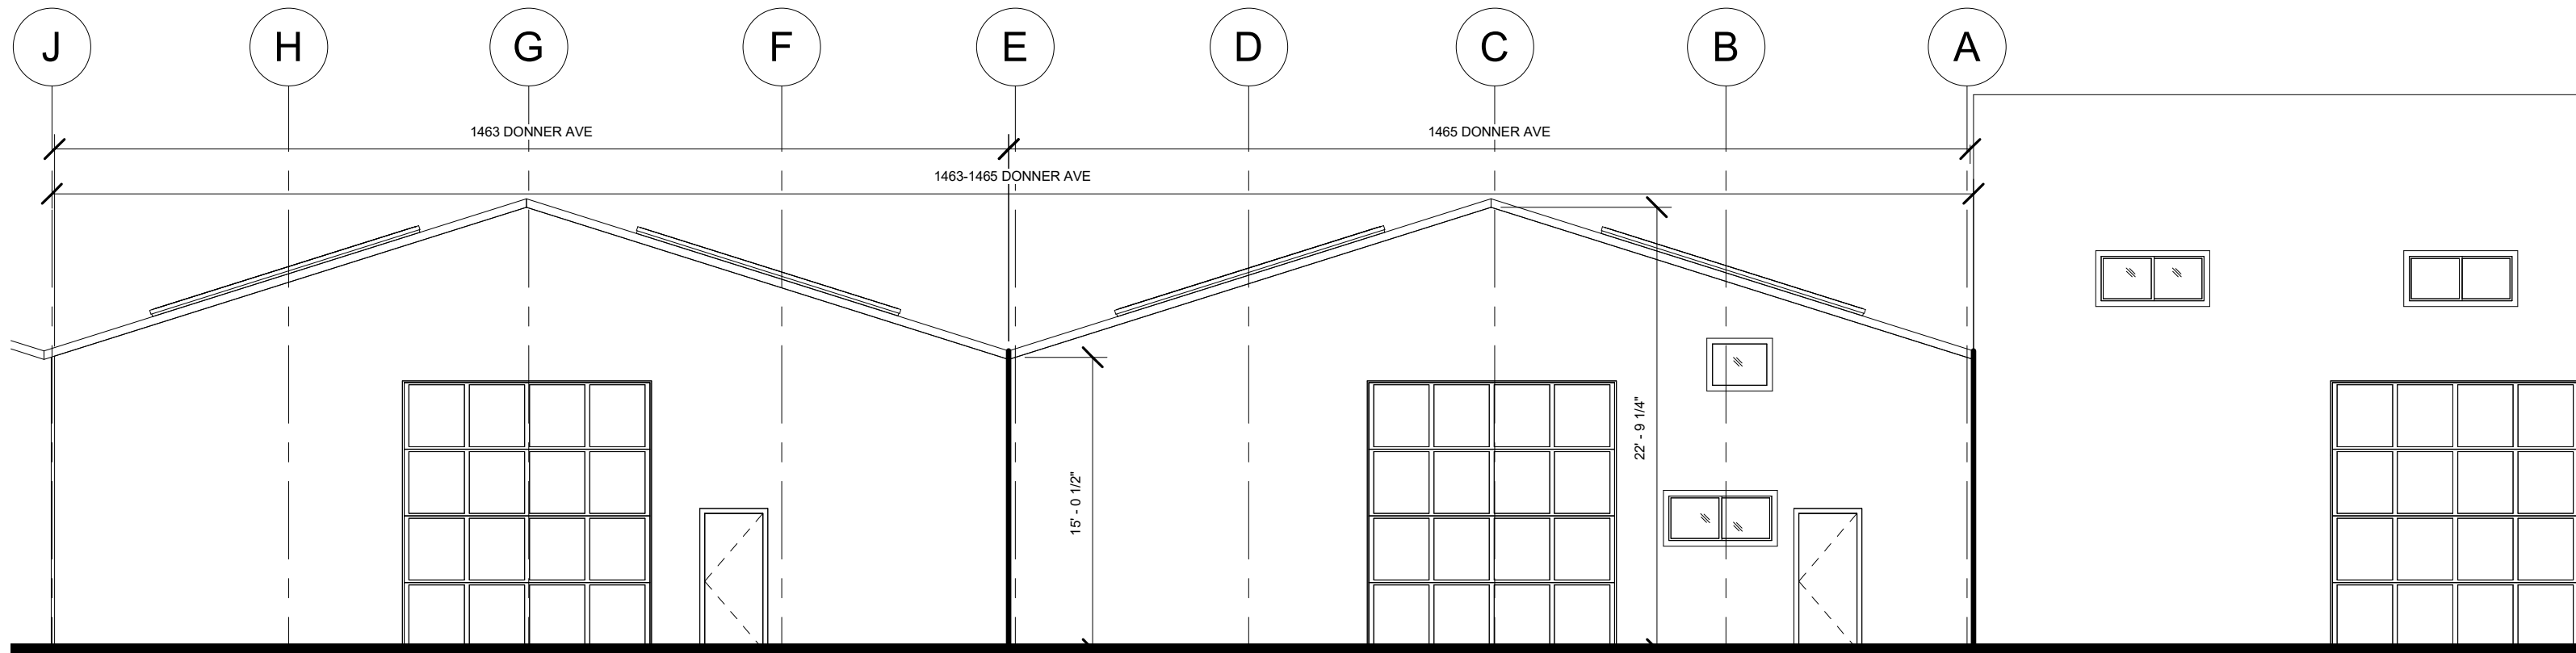 J
H
G
F
E
D
C
B
A
1463 DONNER AVE
1465 DONNER AVE
1463-1465 DONNER AVE
15' - 0 1/2"
22' - 9 1/4"